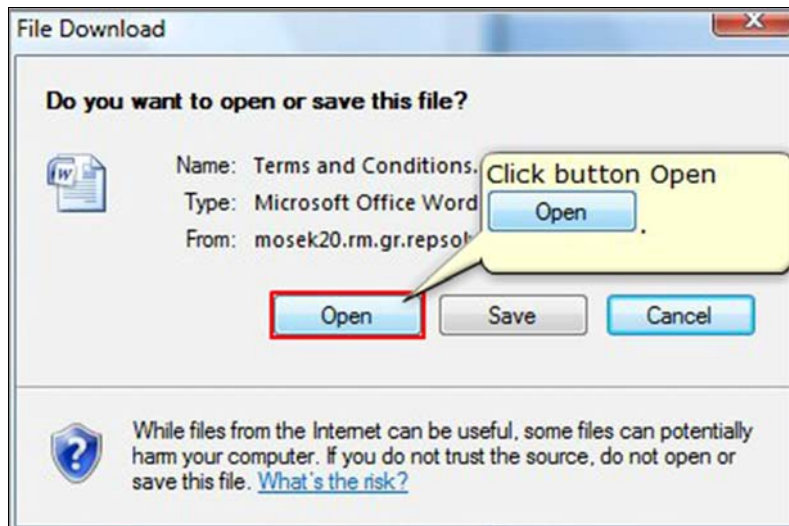 File Download
Do you want to open or save this file?
Name: Terms and Conditions.
Type: Microsoft Office Word
From: mosek20.rm.gr.repsol
Click button Open
Open .
Open Save Cancel
While files from the Internet can be useful, some files can potentially
harm your computer. If you do not trust the source, do not open or
save this file. What's the risk?